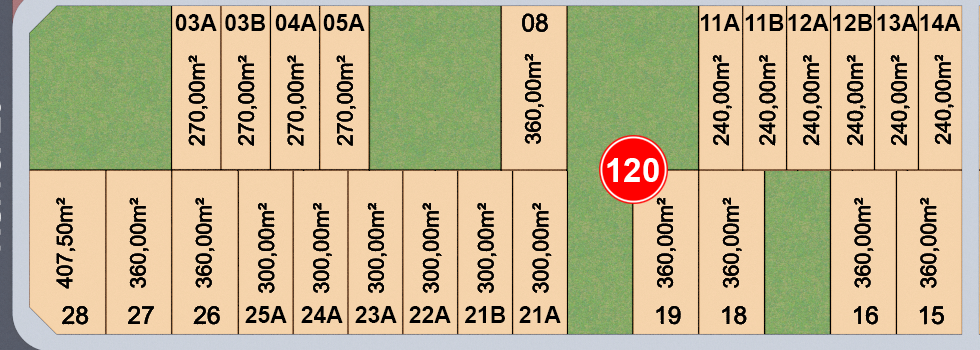 03A 03B 04A 05A 08 11A 11B 12A 12B 13A 14A
270,00m² 270,00m² 270,00m² 270,00m² 360,00m² 240,00m² 240,00m² 240,00m² 240,00m² 240,00m² 240,00m²
120
407,50m² 360,00m² 360,00m² 300,00m² 300,00m² 300,00m² 300,00m² 300,00m² 300,00m² 360,00m² 360,00m² 360,00m² 360,00m²
28 27 26 25A 24A 23A 22A 21B 21A 19 18 16 15